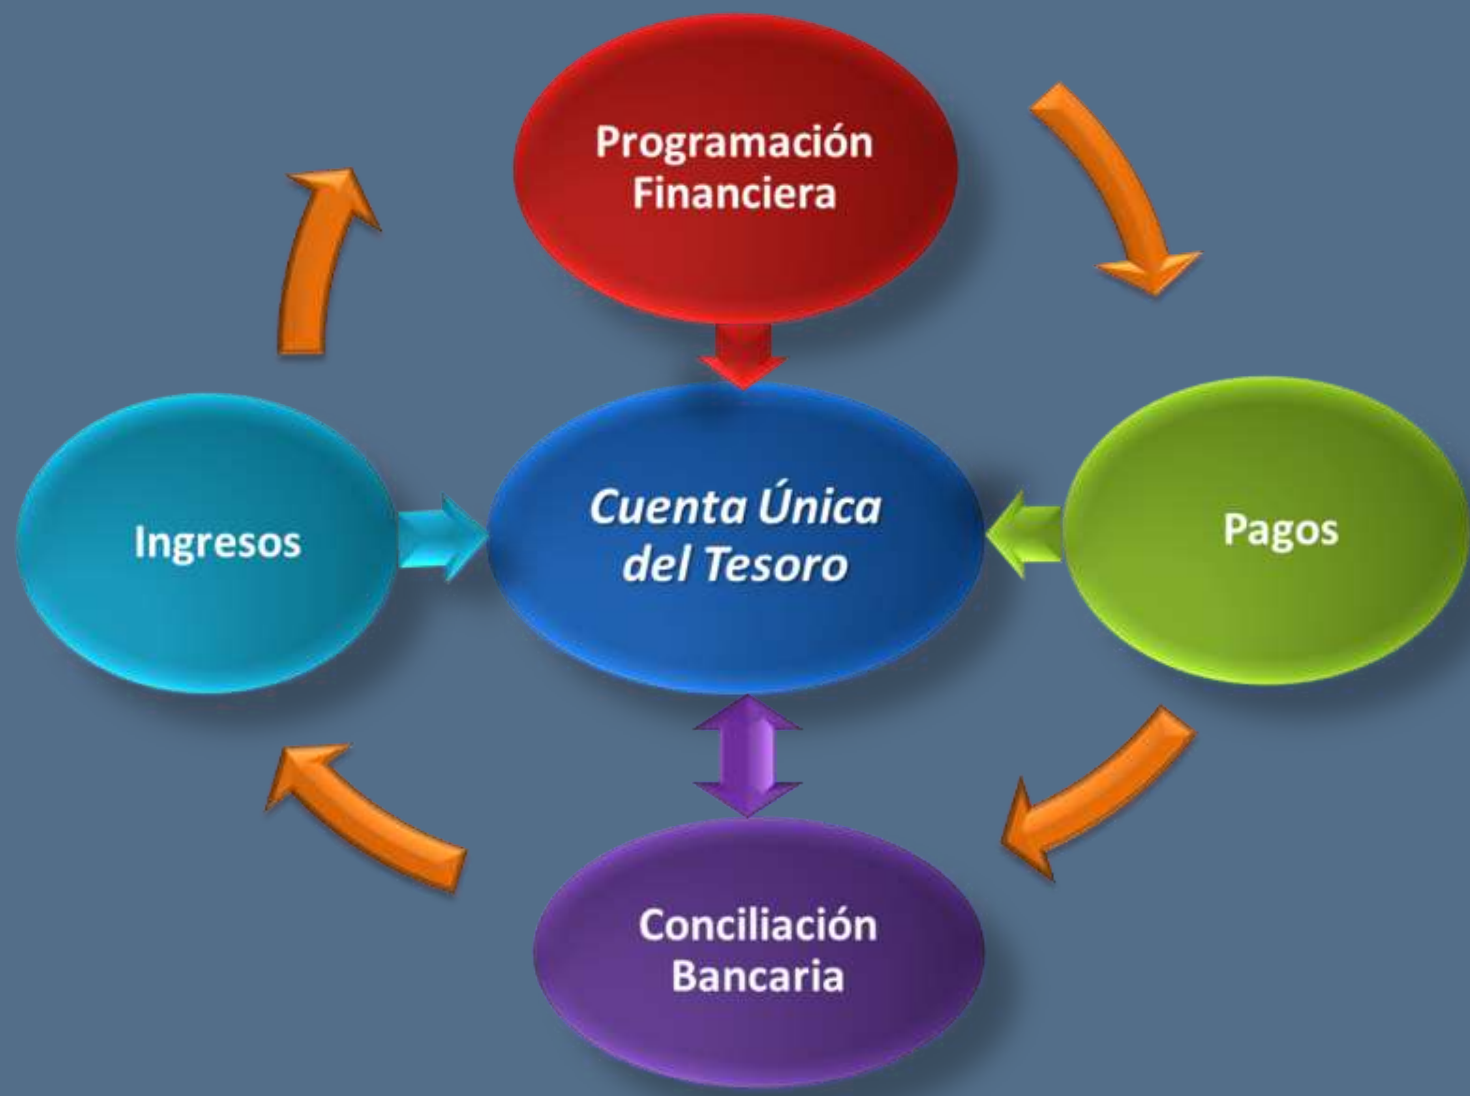 Programación
Financiera
Ingresos
Cuenta Única
del Tesoro
Pagos
Conciliación
Bancaria